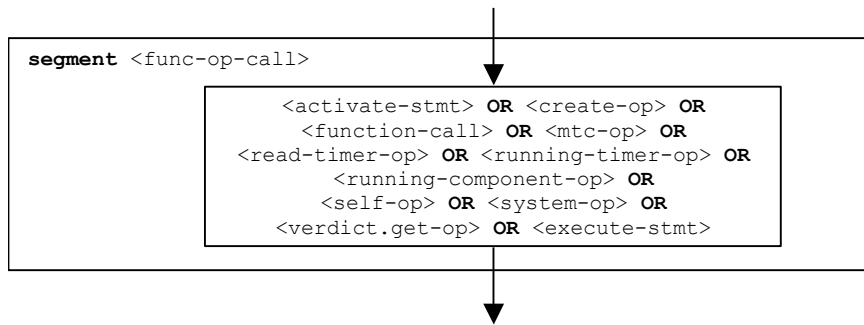 segment <func-op-call>
<activate-stmt> OR <create-op> OR
<function-call> OR <mtc-op> OR
<read-timer-op> OR <running-timer-op> OR
<running-component-op> OR
<self-op> OR <system-op> OR
<verdict.get-op> OR <execute-stmt>